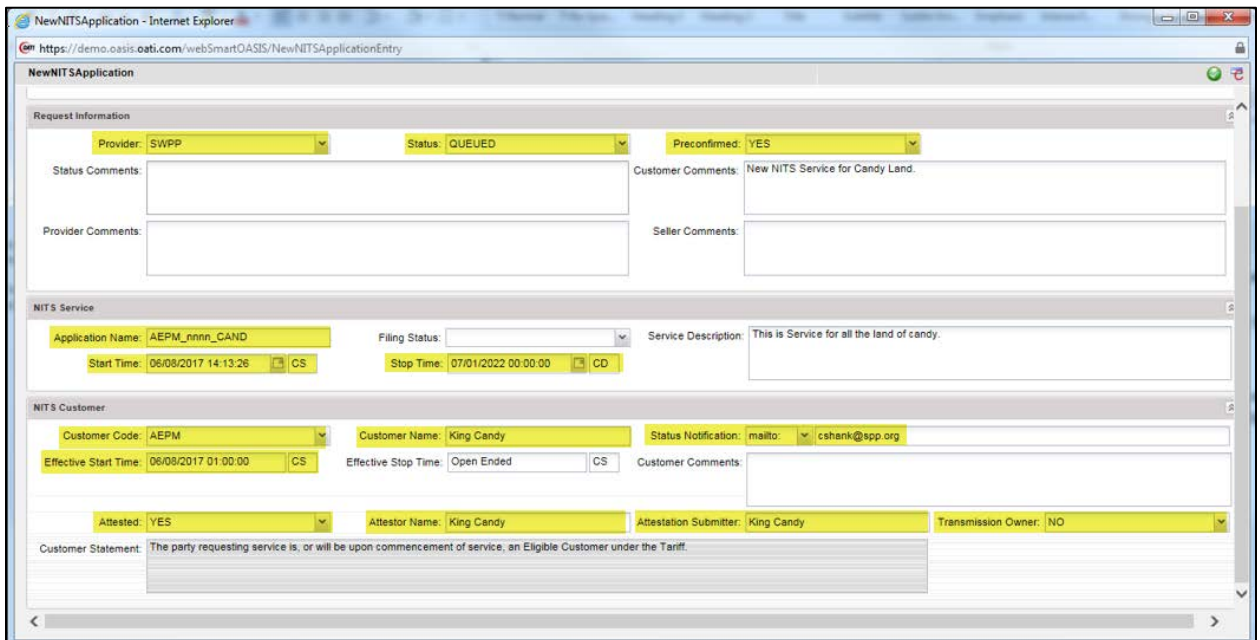 NewNITSApplication - Internet Explorer
https://demo.oasis.oati.com/webSmartOASIS/NewNITSApplicationEntry
NewNITSApplication
Request Information
Provider: SWPP Status: QUEUED Preconfirmed: YES
Status Comments: Customer Comments: New NITS Service for Candy Land.
Provider Comments: Seller Comments:
NITS Service
Application Name: AEPM_nnnn_CAND Filing Status: Service Description: This is Service for all the land of candy.
Start Time: 06/08/2017 14:13:26 CS Stop Time: 07/01/2022 00:00:00 CD
NITS Customer
Customer Code: AEPM Customer Name: King Candy Status Notification: mailto: cshank@spp.org
Effective Start Time: 06/08/2017 01:00:00 CS Effective Stop Time: Open Ended CS Customer Comments:
Attested: YES Attestor Name: King Candy Attestation Submitter: King Candy Transmission Owner: NO
Customer Statement: The party requesting service is, or will be upon commencement of service, an Eligible Customer under the Tariff.